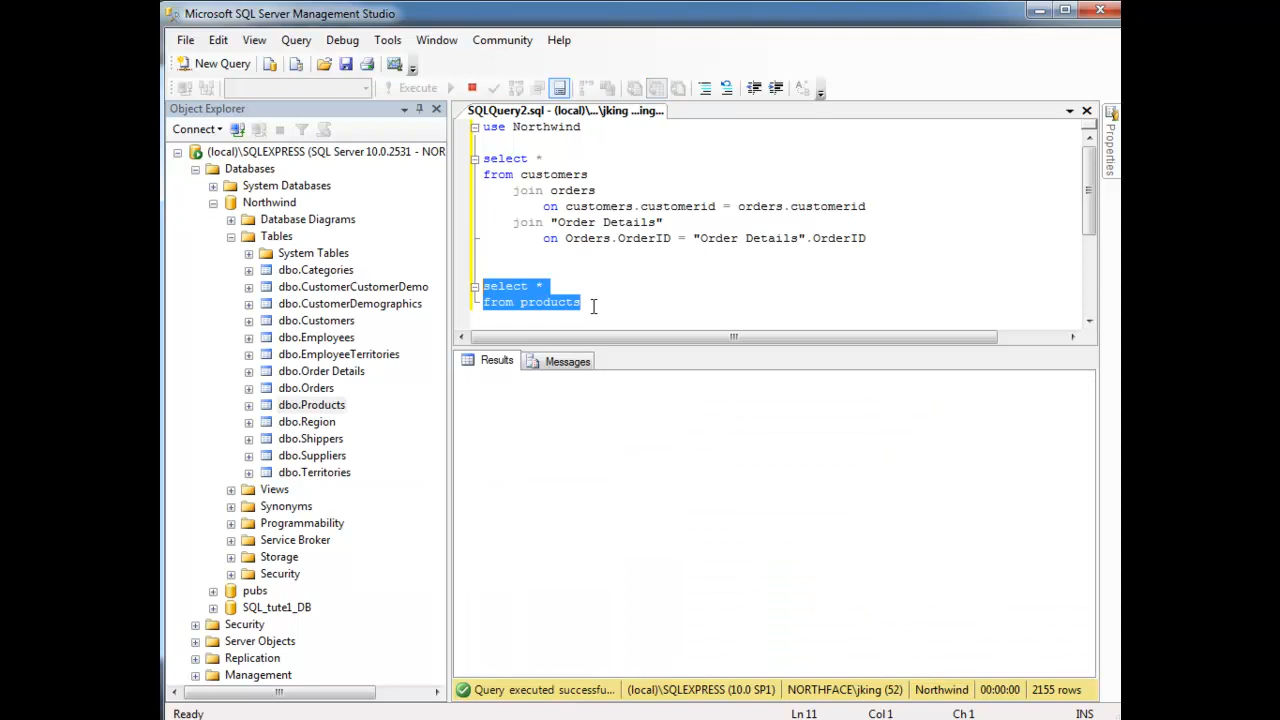 Microsoft SQL Server Management Studio
File Edit View Query Debug Tools Window Community Help
New Query
Execute
Object Explorer
SQLQuery2.sql - (local)\...\jking ...ing...
Properties
Connect
(local)\SQLEXPRESS (SQL Server 10.0.2531 - NOR
Databases
System Databases
Northwind
Database Diagrams
Tables
System Tables
dbo.Categories
dbo.CustomerCustomerDemo
dbo.CustomerDemographics
dbo.Customers
dbo.Employees
dbo.EmployeeTerritories
dbo.Order Details
dbo.Orders
dbo.Products
dbo.Region
dbo.Shippers
dbo.Suppliers
dbo.Territories
Views
Synonyms
Programmability
Service Broker
Storage
Security
pubs
SQL_tute1_DB
Security
Server Objects
Replication
Management
use Northwind
select *
from customers
join orders
on customers.customerid = orders.customerid
join "Order Details"
on Orders.OrderID = "Order Details".OrderID
select *
from products
Results Messages
Query executed successfu... (local)\SQLEXPRESS (10.0 SP1) NORTHFACE\jking (52) Northwind 00:00:00 2155 rows
Ready Ln 11 Col 1 Ch 1 INS